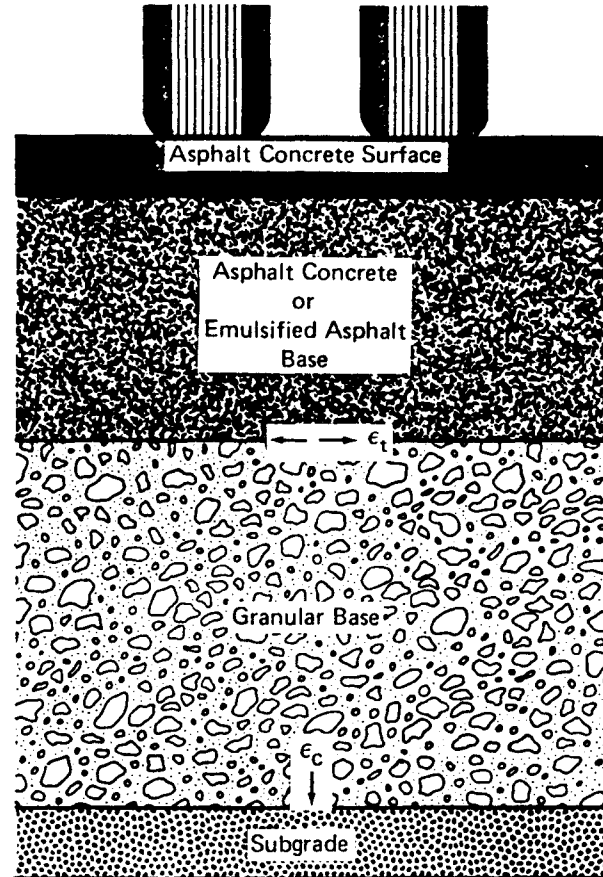 Asphalt Concrete Surface
Asphalt Concrete
or
Emulsified Asphalt
Base
ϵt
Granular Base
ϵc
Subgrade